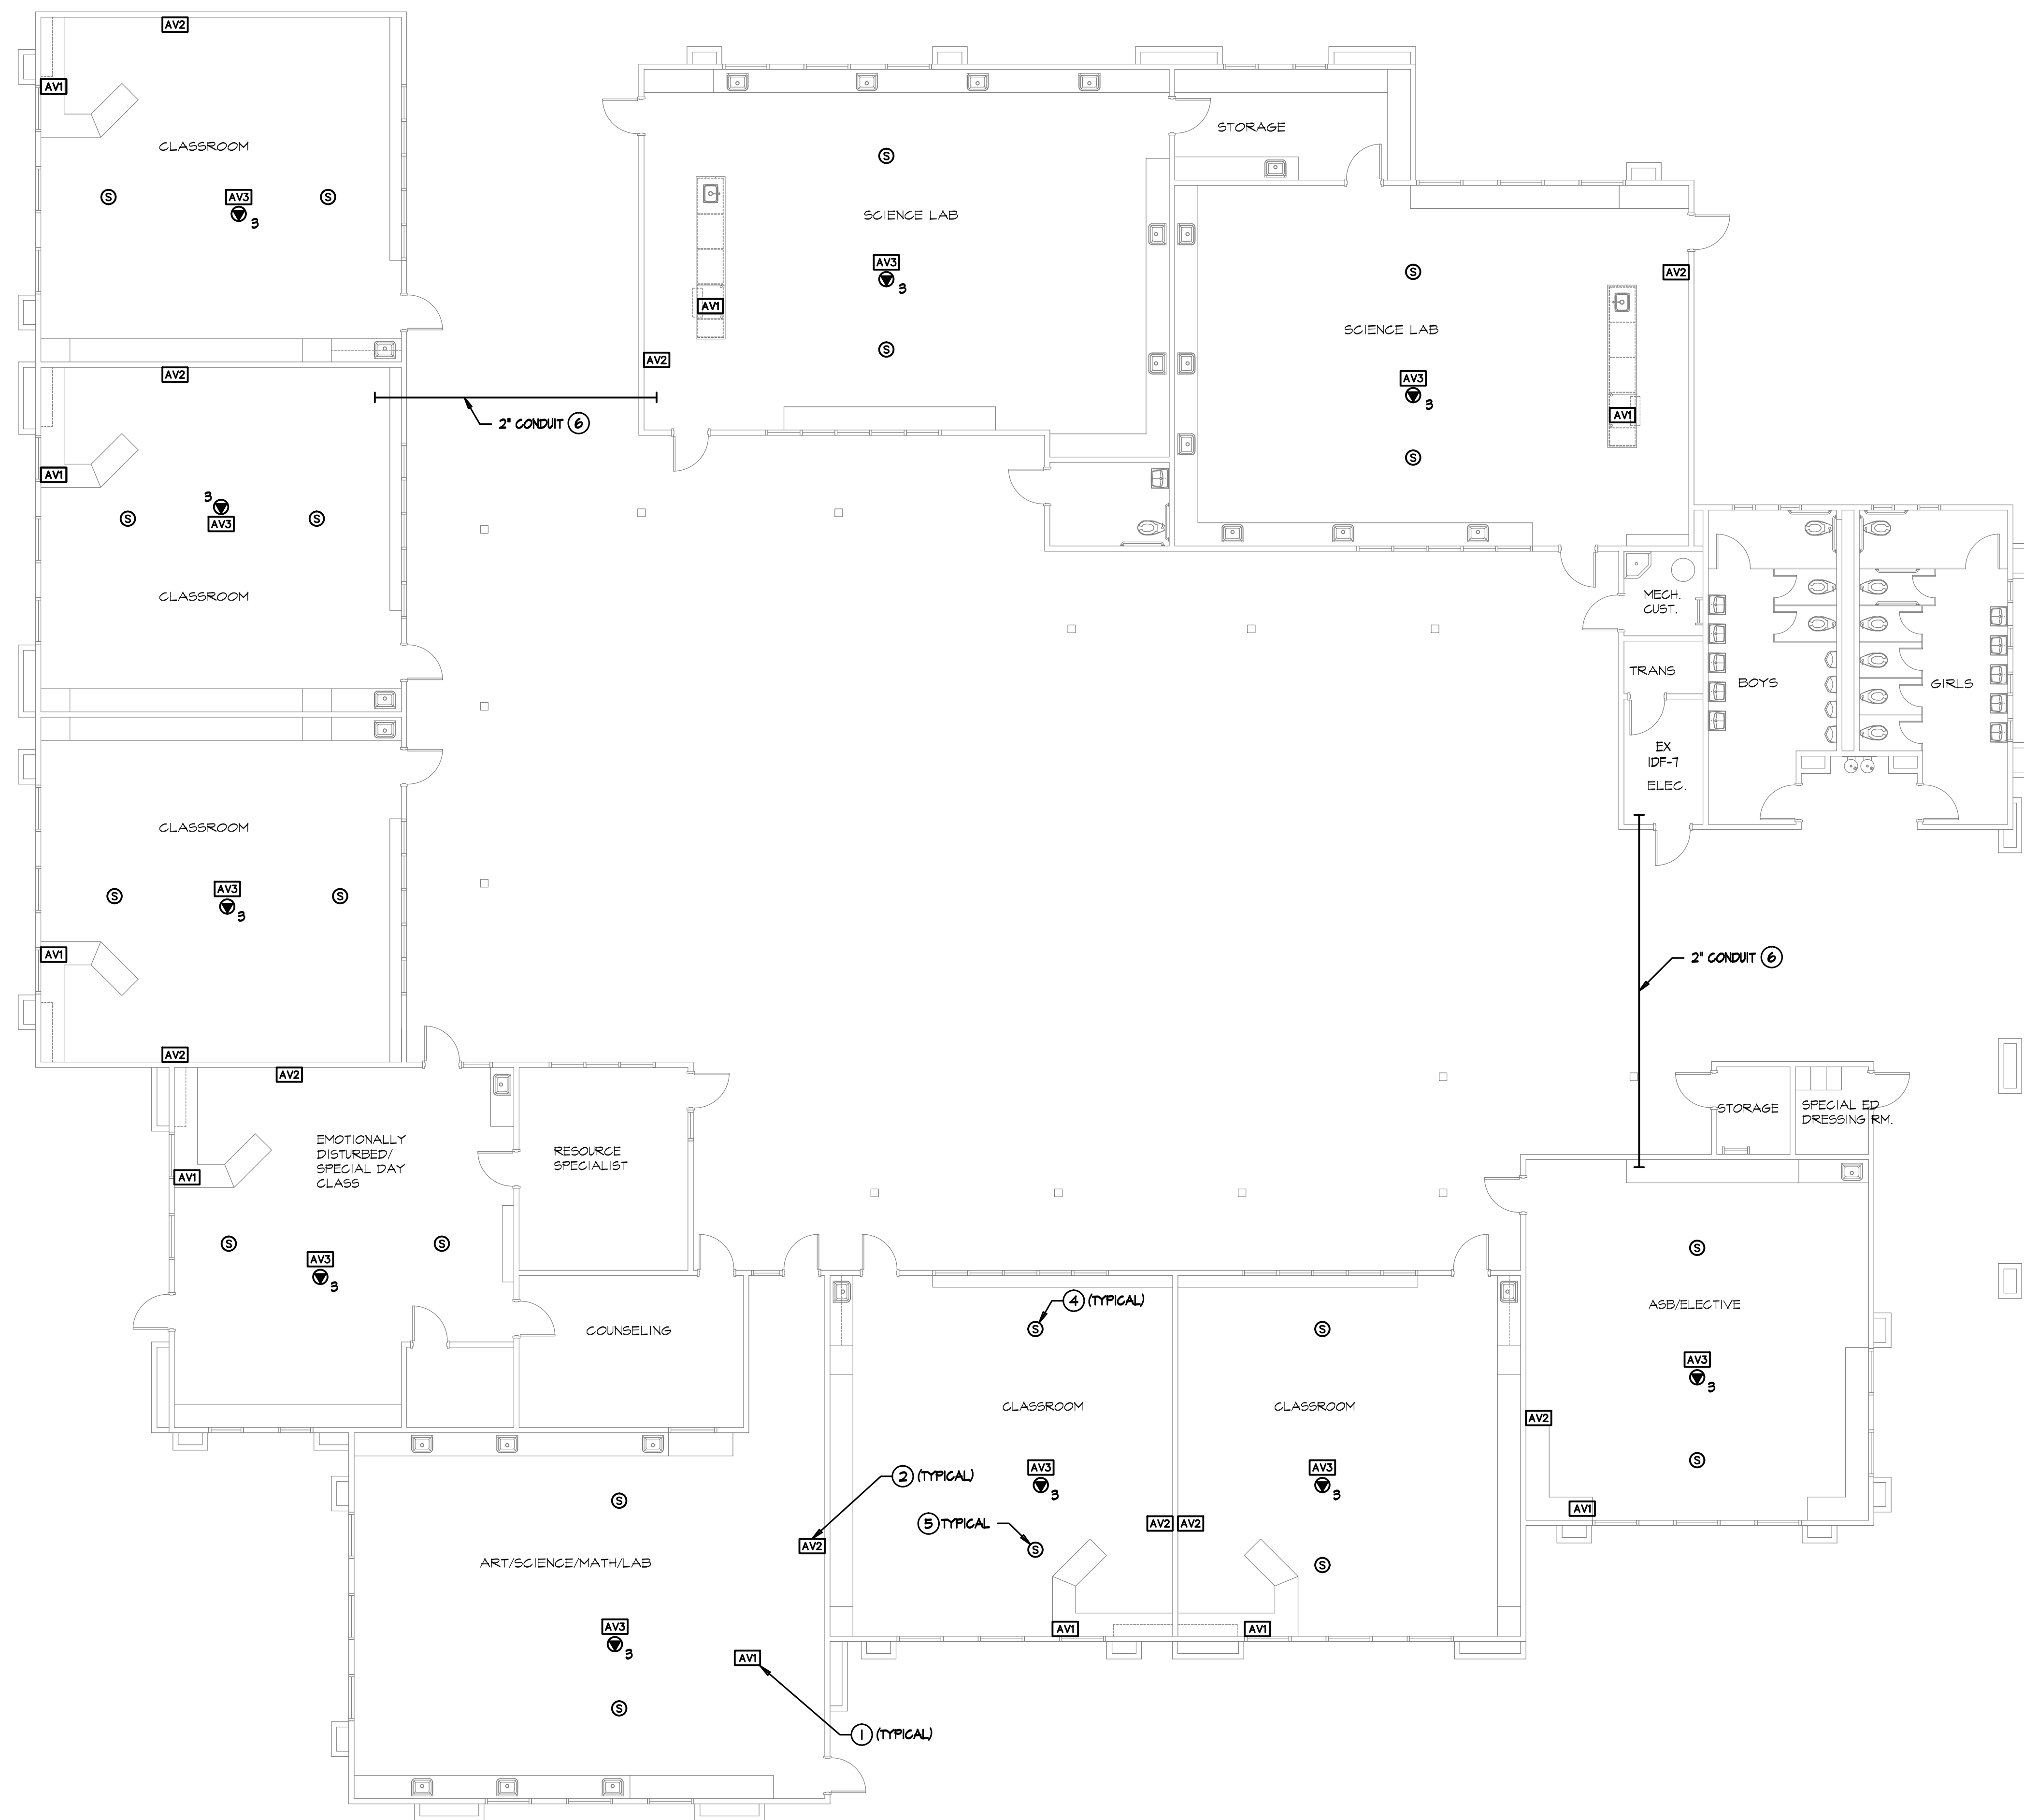 AV2
AV1
CLASSROOM
S
S
AV3
3
STORAGE
S
SCIENCE LAB
AV3
3
AV1
S
AV2
S
AV2
SCIENCE LAB
AV3
3
AV1
S
AV2
2" CONDUIT 6
AV1
3
S
S
AV3
CLASSROOM
MECH.
CUST.
TRANS
BOYS
GIRLS
EX
IDF-7
ELEC.
CLASSROOM
AV3
S
S
3
AV1
2" CONDUIT 6
AV2
AV2
EMOTIONALLY
DISTURBED/
SPECIAL DAY
CLASS
AV1
RESOURCE
SPECIALIST
STORAGE
SPECIAL ED
DRESSING RM.
S
S
AV3
3
S
4 (TYPICAL)
ASB/ELECTIVE
COUNSELING
S
S
AV3
3
CLASSROOM
CLASSROOM
AV2
S
2 (TYPICAL)
AV3
3
AV3
3
S
AV1
5 TYPICAL
AV2
AV2
AV2
S
S
ART/SCIENCE/MATH/LAB
AV3
3
AV1
AV1
AV1
S
1 (TYPICAL)